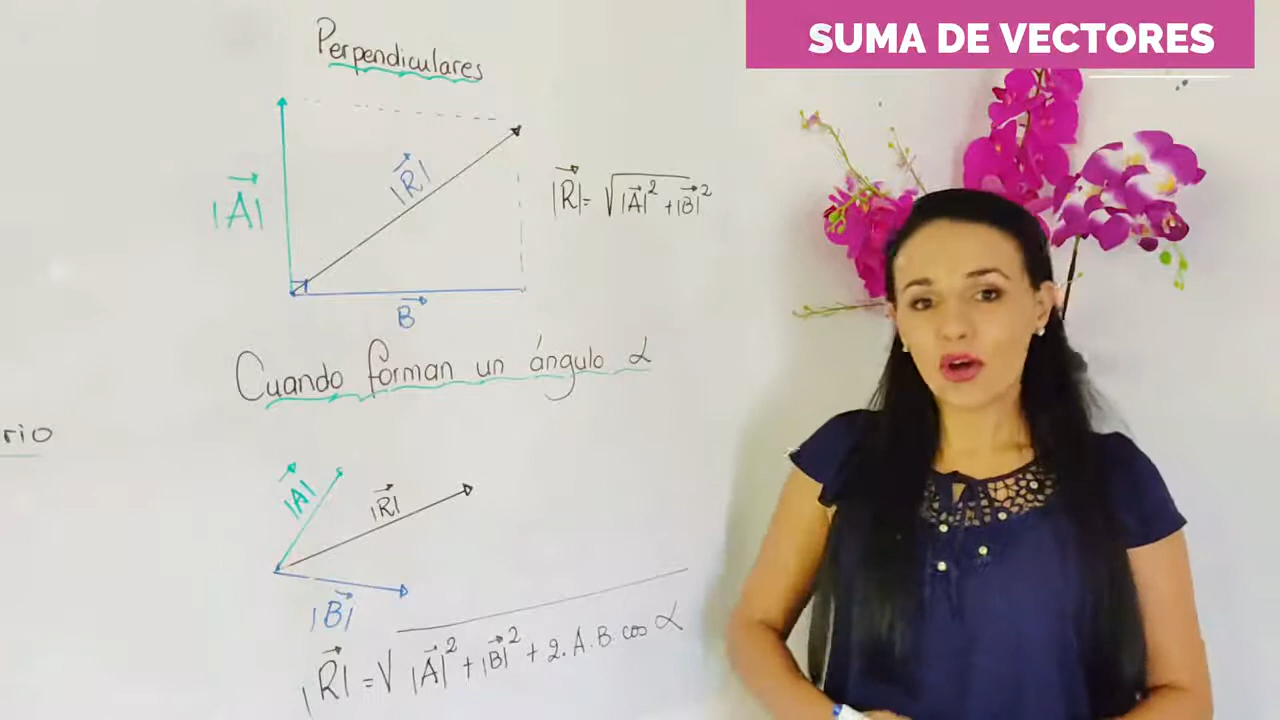 SUMA DE VECTORES
Perpendiculares
|A⃗|
|R⃗|
|R⃗| = √|A⃗|² + |B⃗|²
B⃗
Cuando forman un ángulo α
rio
|A⃗|
|R⃗|
|B⃗|
|R⃗| = √|A⃗|² + |B⃗|² + 2.A.B.cos α